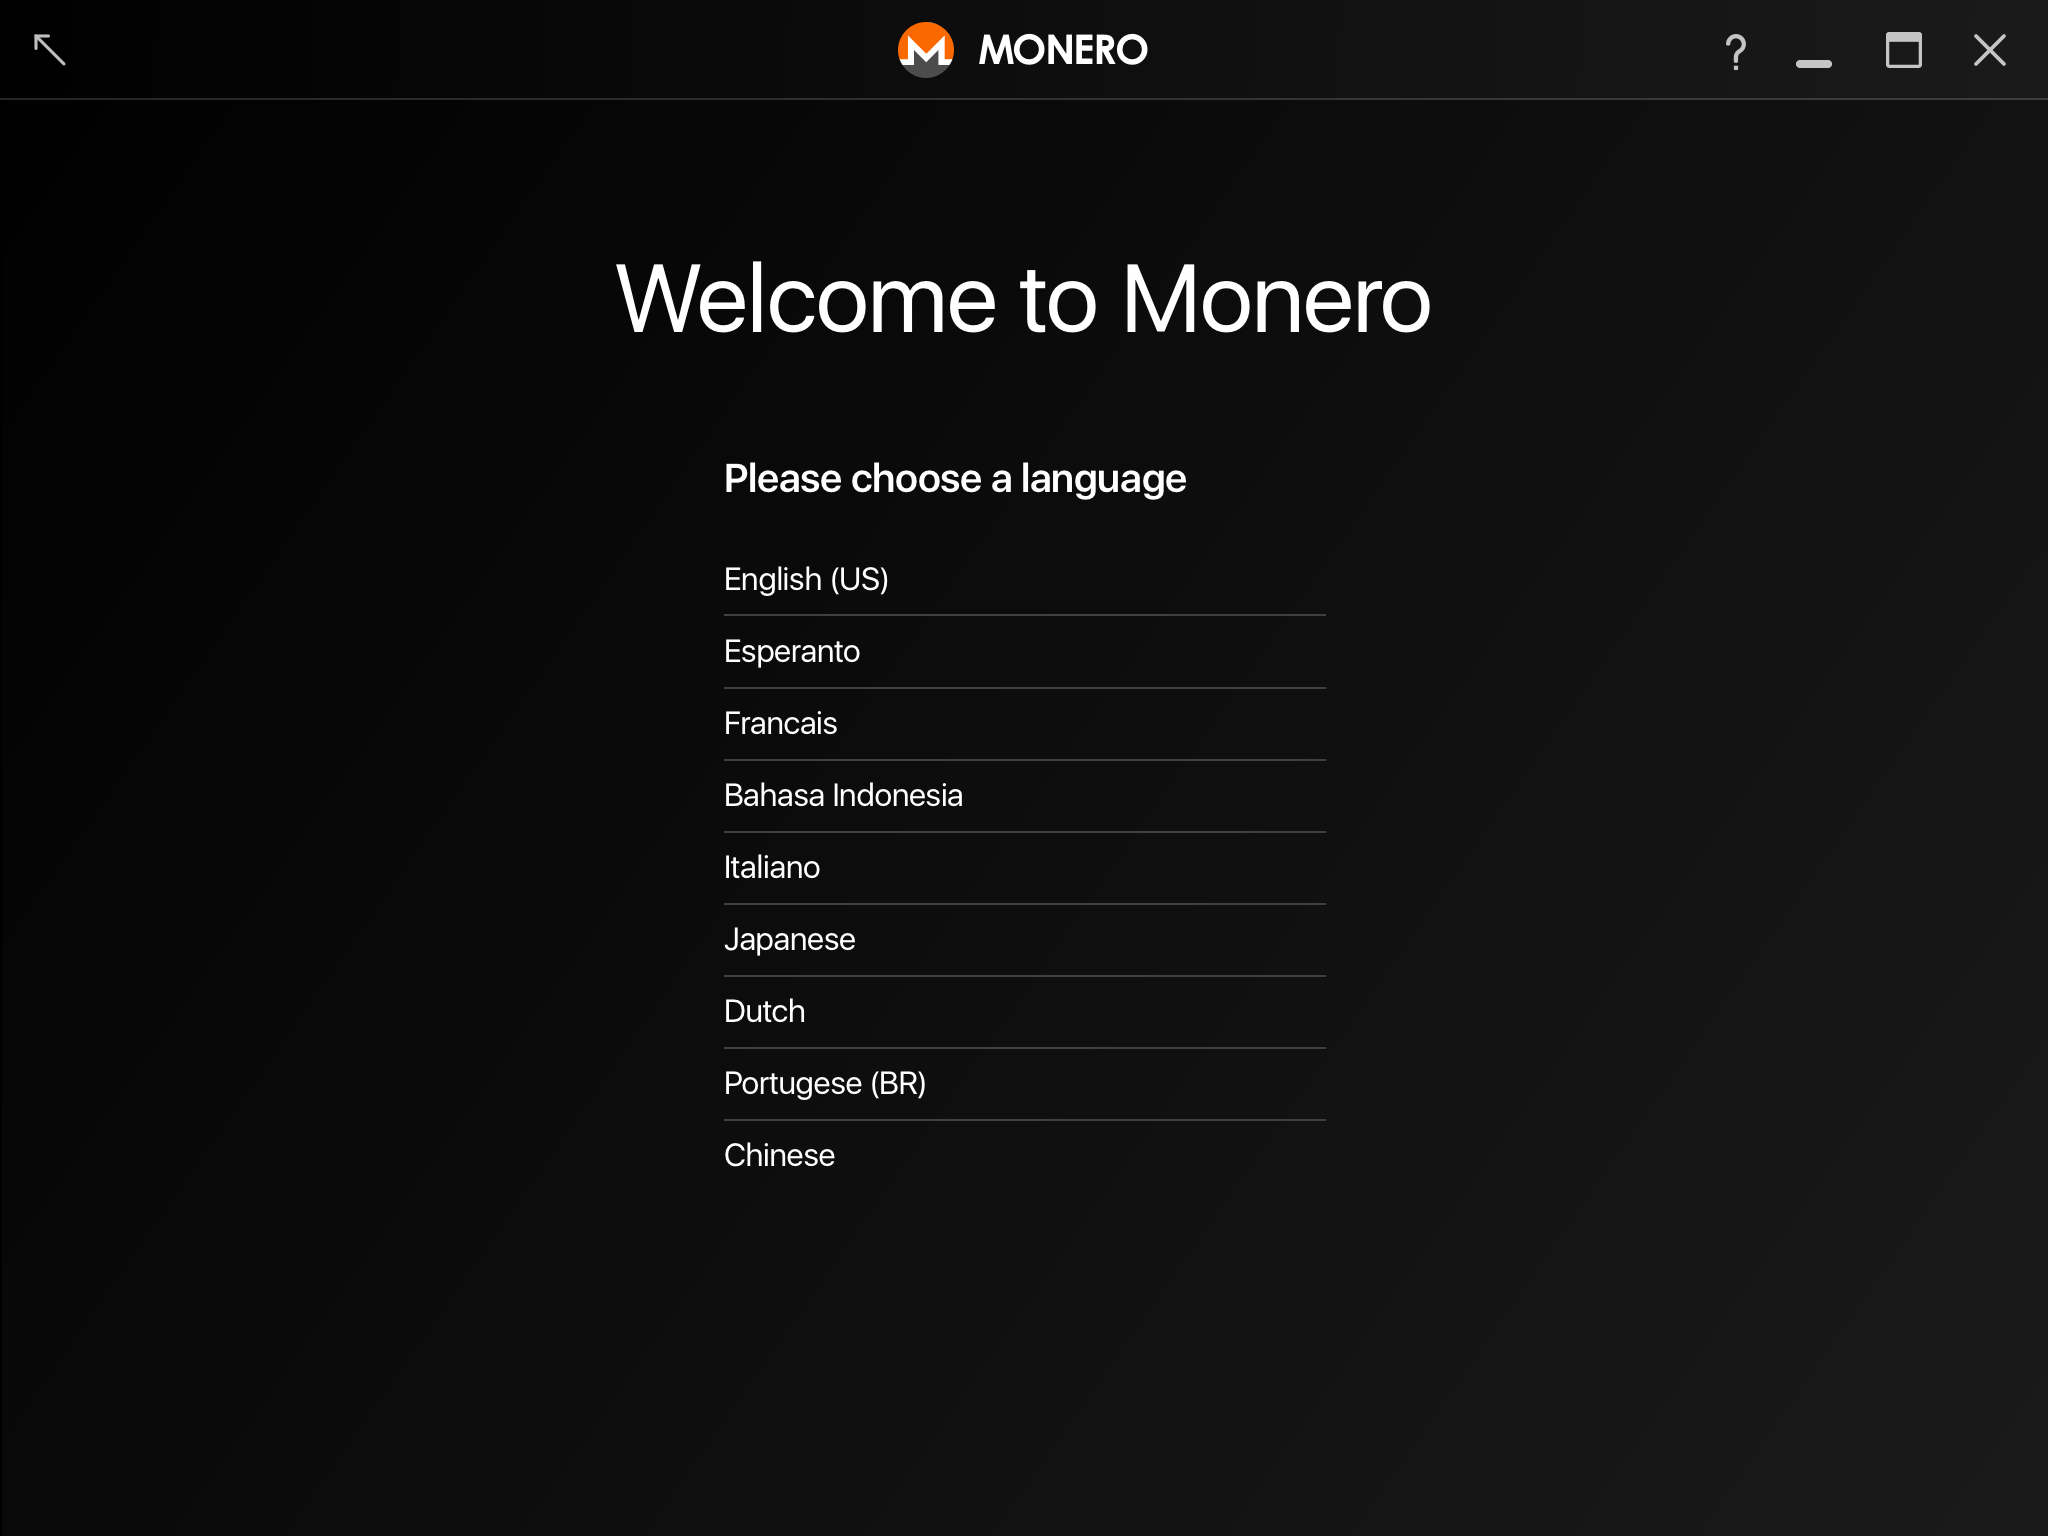 MONERO
?
Welcome to Monero
Please choose a language
English (US)
Esperanto
Francais
Bahasa Indonesia
Italiano
Japanese
Dutch
Portugese (BR)
Chinese